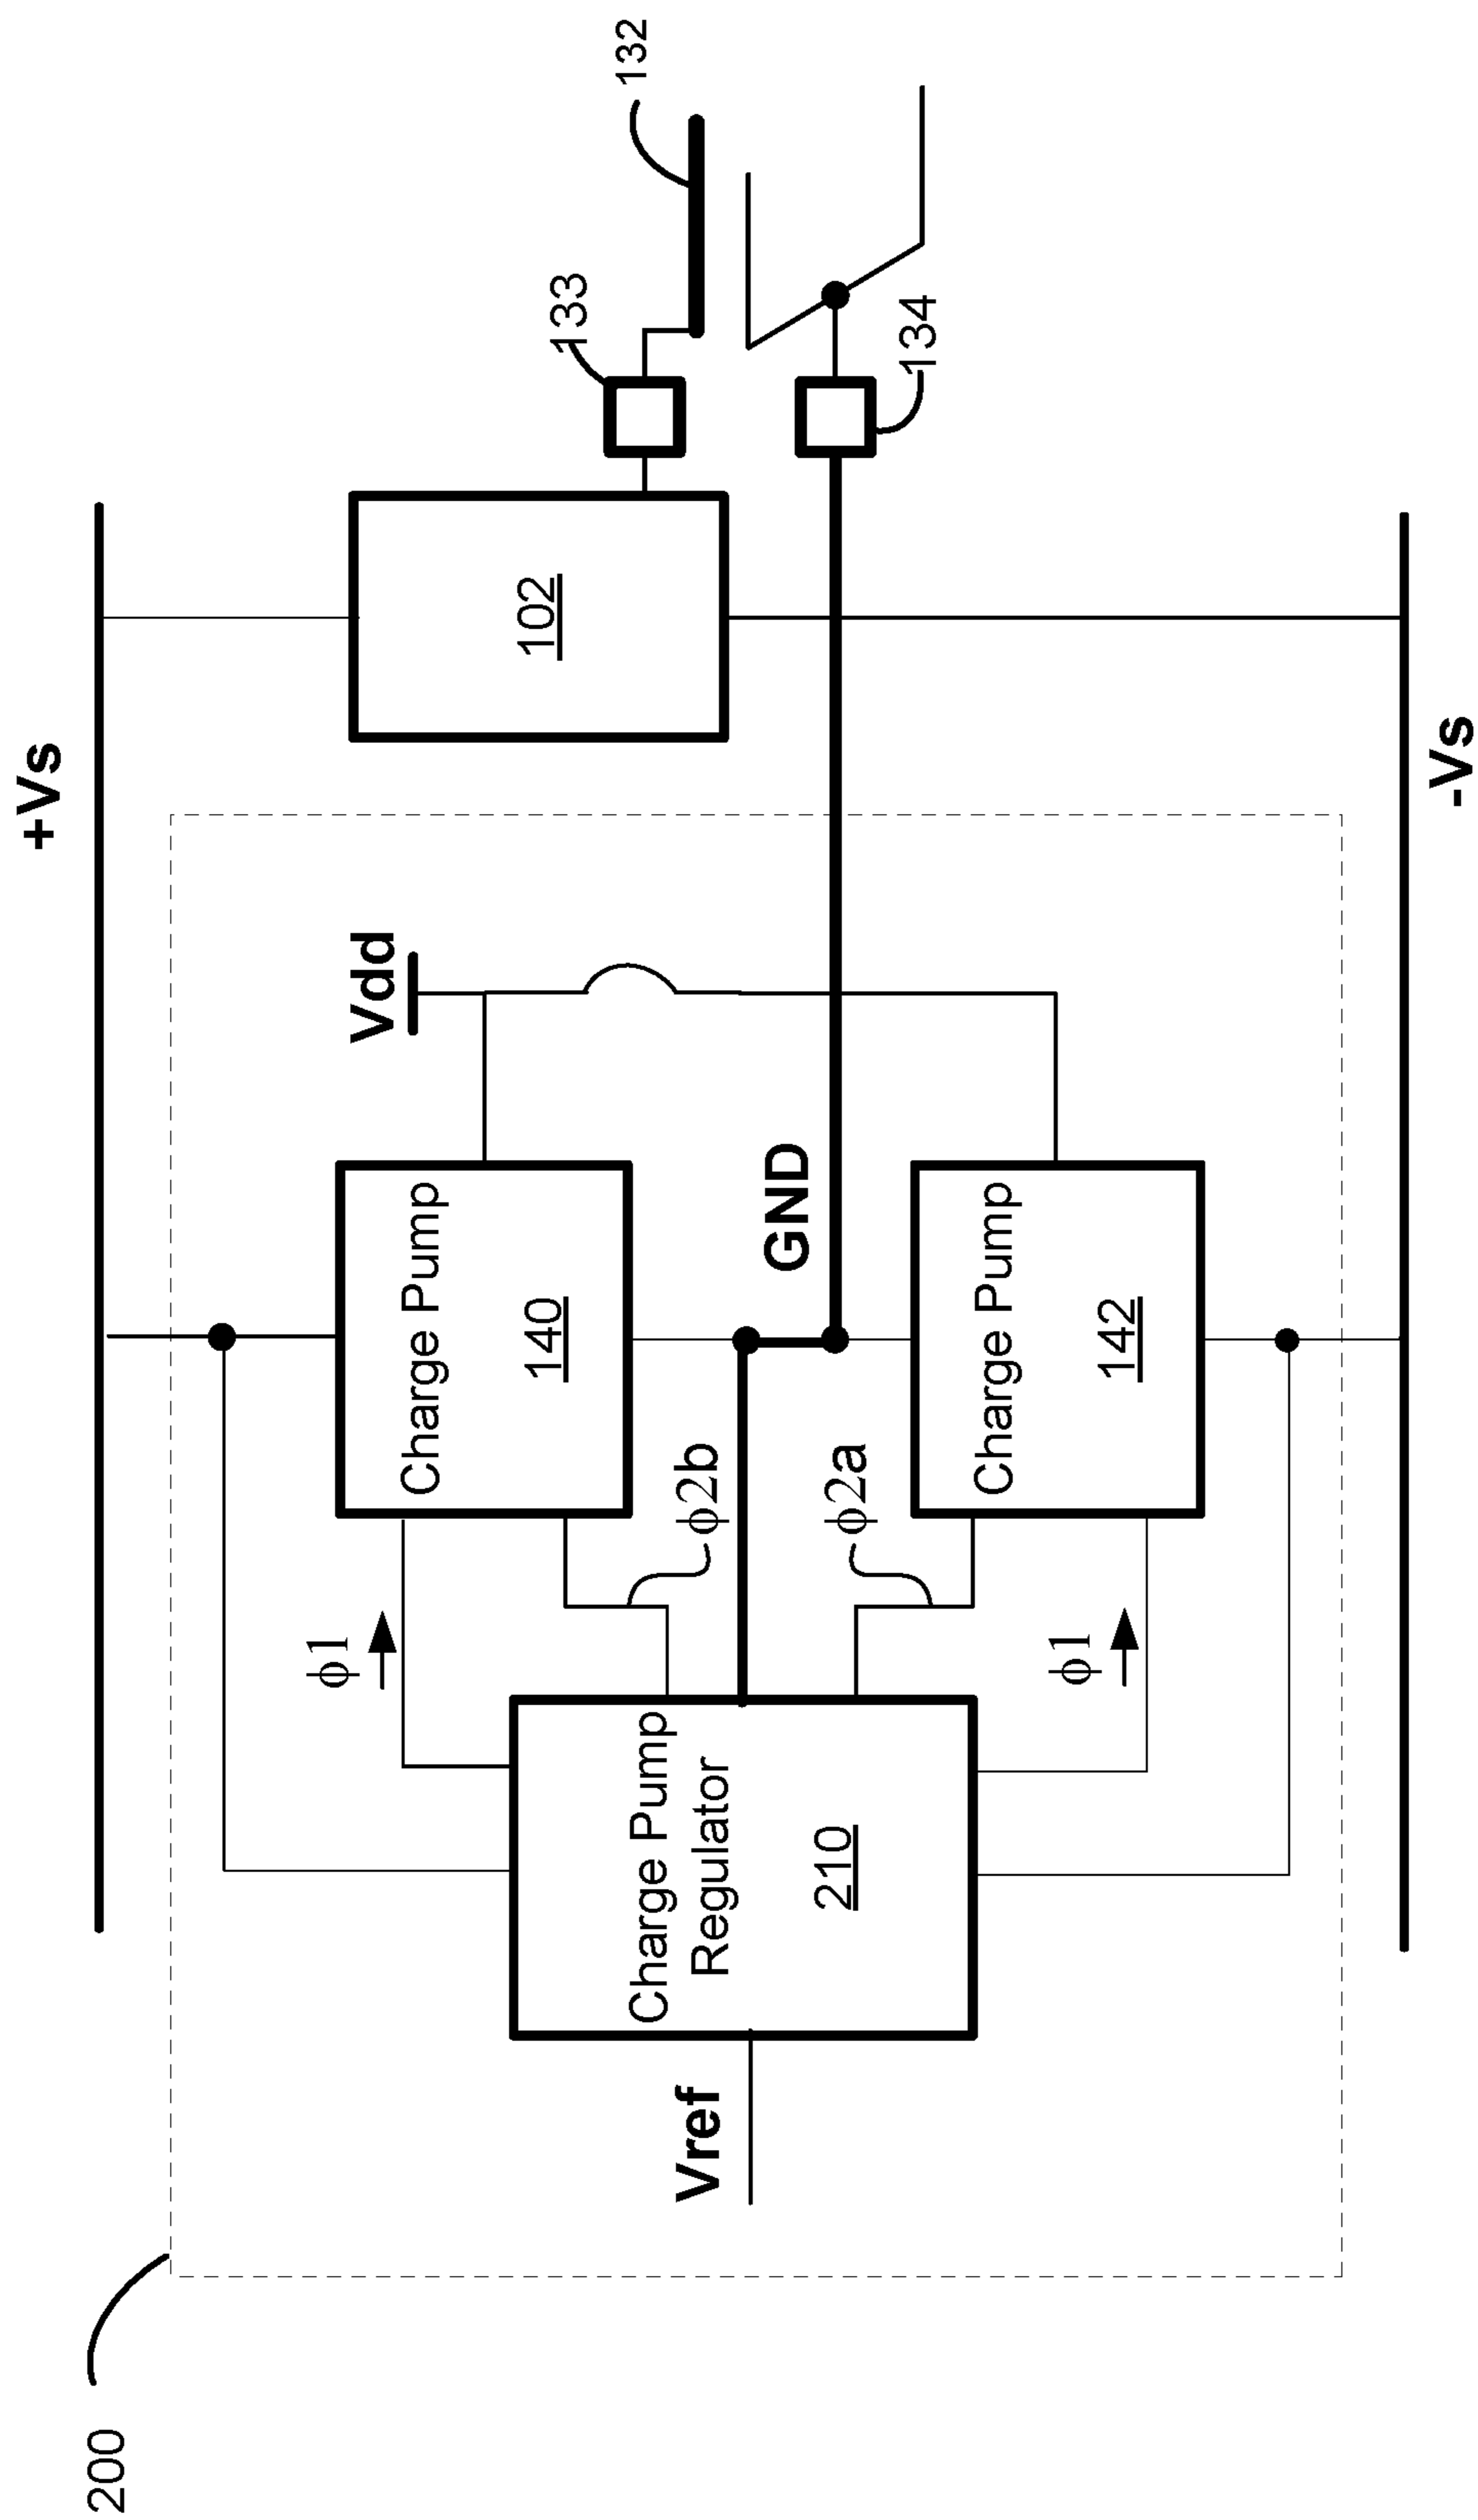 200
+Vs
Vdd
Charge Pump
140
ϕ1
ϕ2b
102
133
132
Vref
Charge Pump
Regulator
210
GND
ϕ2a
134
ϕ1
Charge Pump
142
-Vs